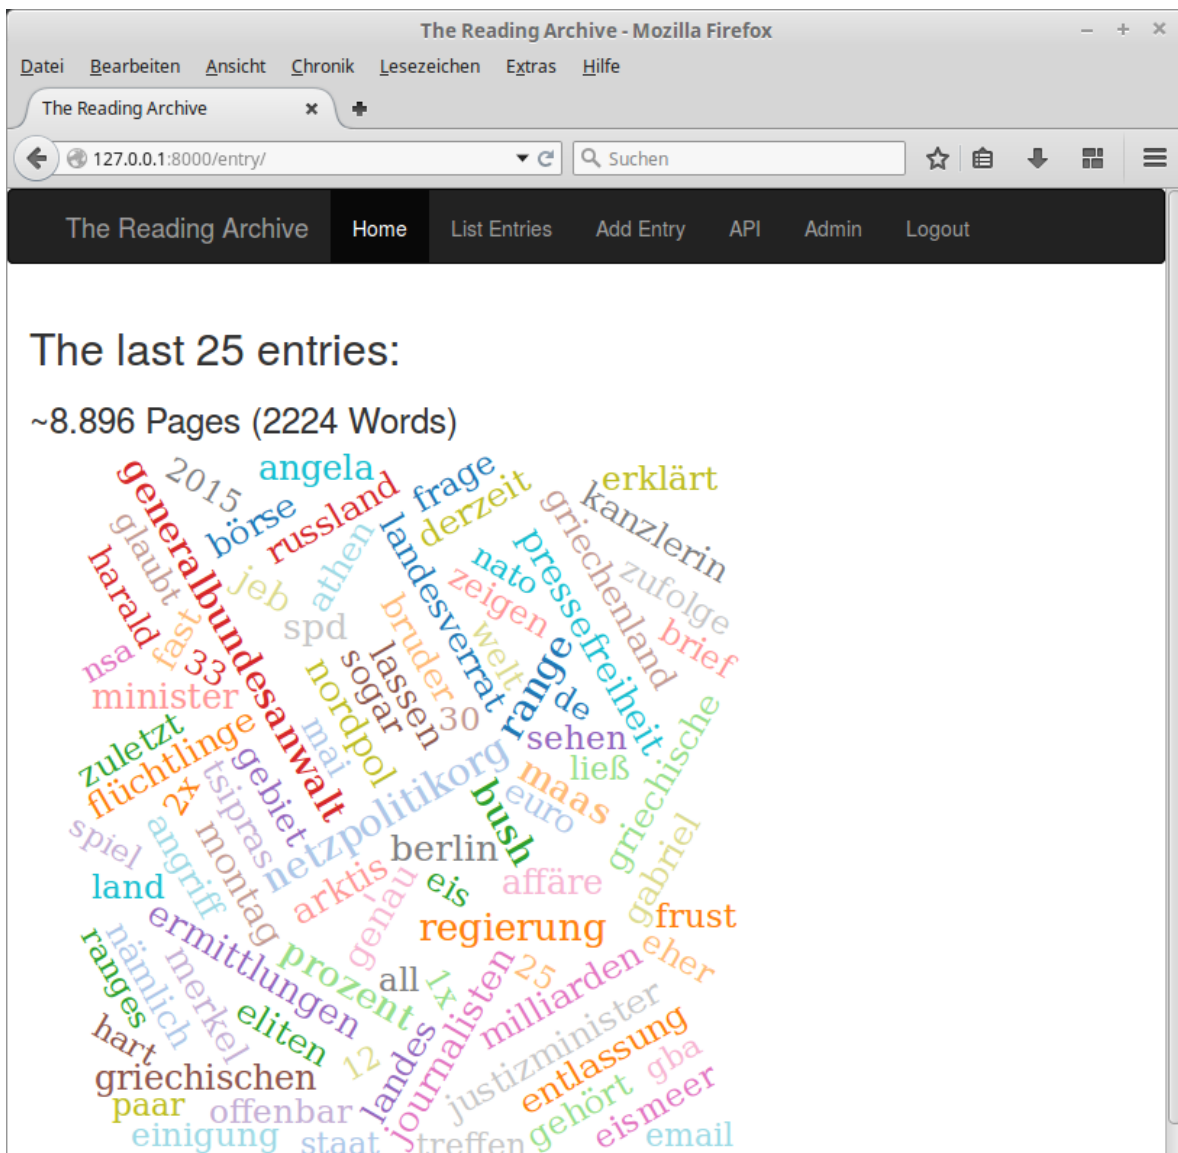 The Reading Archive - Mozilla Firefox
Datei Bearbeiten Ansicht Chronik Lesezeichen Extras Hilfe
The Reading Archive
127.0.0.1:8000/entry/ Suchen
The Reading Archive Home List Entries Add Entry API Admin Logout
The last 25 entries:
~8.896 Pages (2224 Words)
generalbundesanwalt
2015
angela
frage
erklärt
börse
russland
derzeit
kanzlerin
griechenland
glaubt
harald
jeb
athen
landesverrat
nato
pressefreiheit
zufolge
zeigen
spd
bruder
welt
brief
fast
nsa
33
lassen
sogar
nordpol
range
de
minister
30
sehen
griechische
zuletzt
flüchtlinge
mai
ließ
2x
tsipras
gebiet
netzpolitikorg
maas
euro
bush
spiel
angriff
montag
berlin
gabriel
land
arktis
eis
affäre
genau
ermittlungen
regierung
frust
ranges
nämlich
merkel
prozent
all
1x
25
eher
journalisten
milliarden
eliten
hart
12
landes
justizminister
entlassung
gba
griechischen
paar
offenbar
gehört
eismeer
einigung
staat
treffen
email